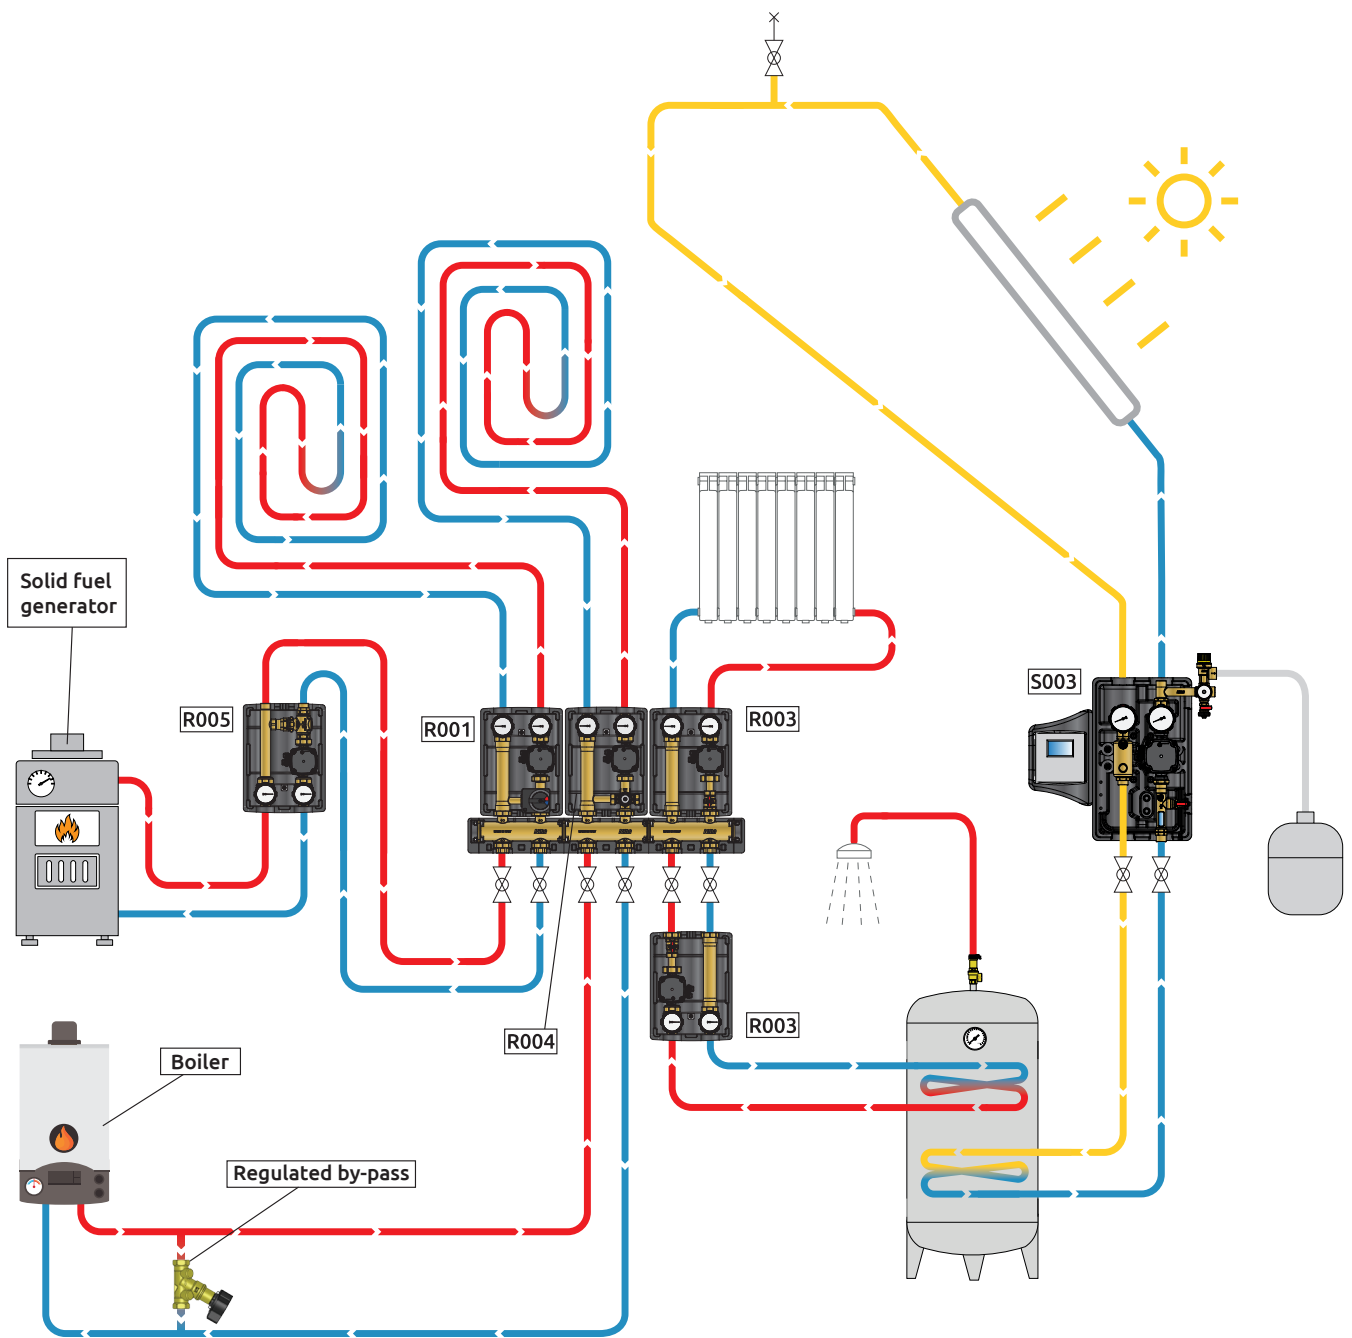 Solid fuel
generator
S003
R005
R001
R003
R004
R003
Boiler
Regulated by-pass